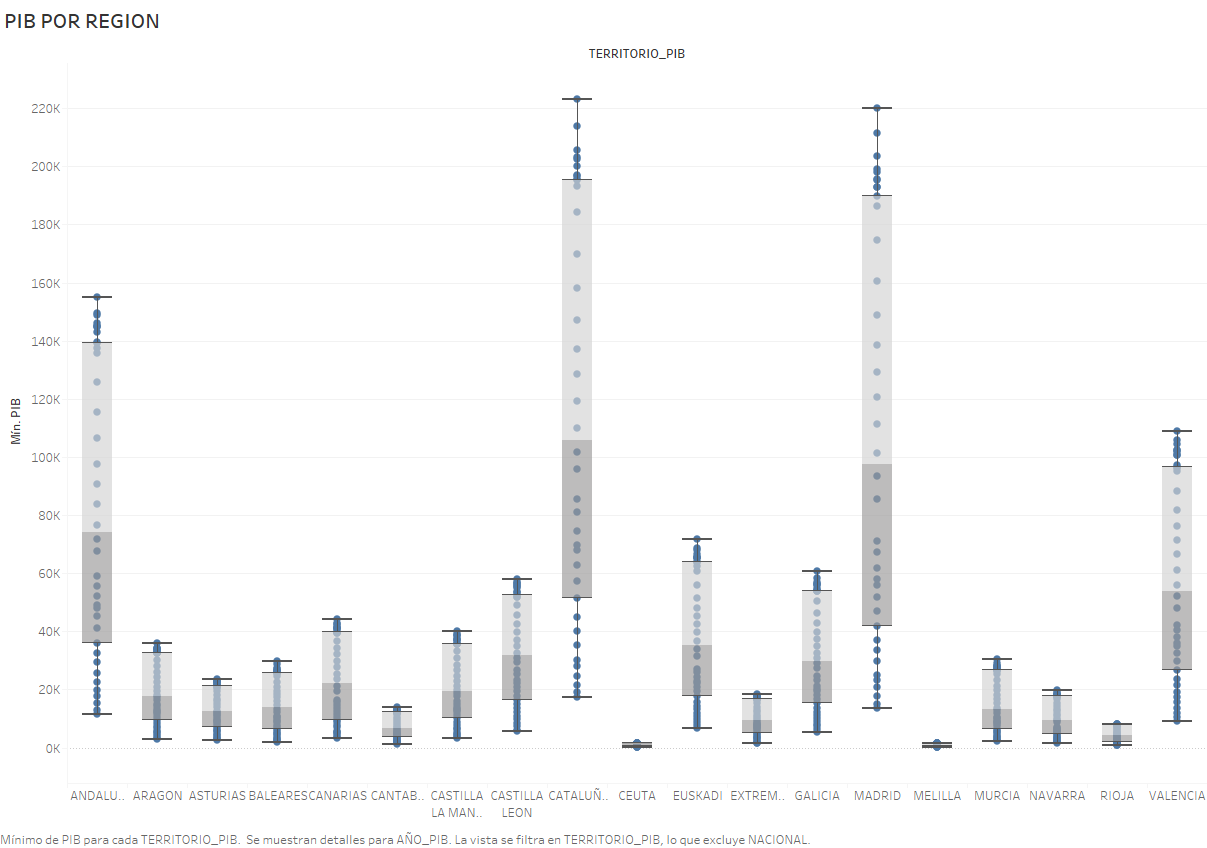 PIB POR REGION
TERRITORIO_PIB
220K
200K
180K
160K
140K
120K
100K
80K
60K
40K
20K
0K
Mín. PIB
ANDALU.. ARAGON ASTURIAS BALEARES CANARIAS CANTAB.. CASTILLA LA MAN.. CASTILLA LEON CATALUÑ.. CEUTA EUSKADI EXTREM.. GALICIA MADRID MELILLA MURCIA NAVARRA RIOJA VALENCIA
Mínimo de PIB para cada TERRITORIO_PIB. Se muestran detalles para AÑO_PIB. La vista se filtra en TERRITORIO_PIB, lo que excluye NACIONAL.